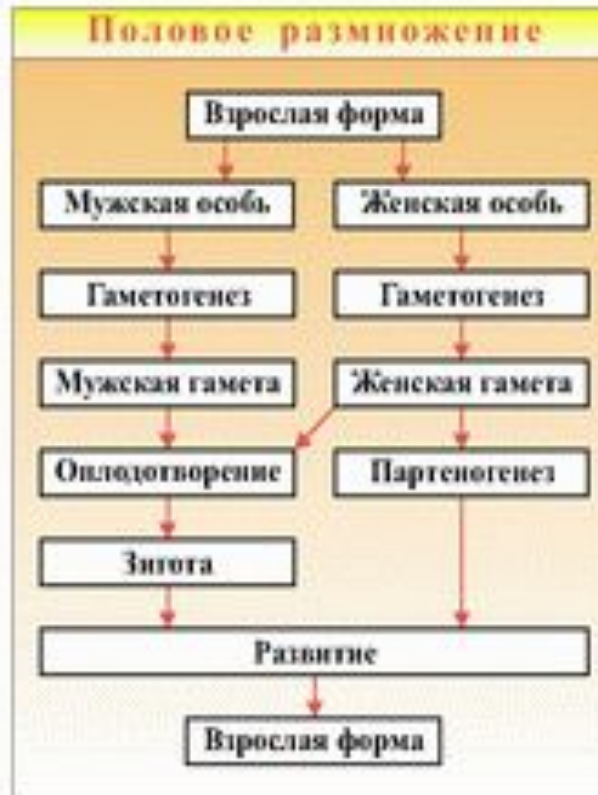 Половое размножение
Взрослая форма
Мужская особь
Женская особь
Гаметогенез
Гаметогенез
Мужская гамета
Женская гамета
Оплодотворение
Партеногенез
Зигота
Развитие
Взрослая форма